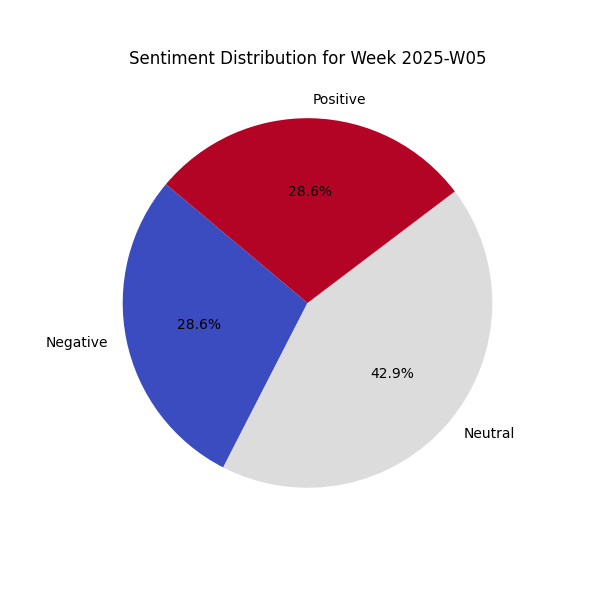 Sentiment Distribution for Week 2025-W05
Positive
28.6%
28.6%
Negative
42.9%
Neutral